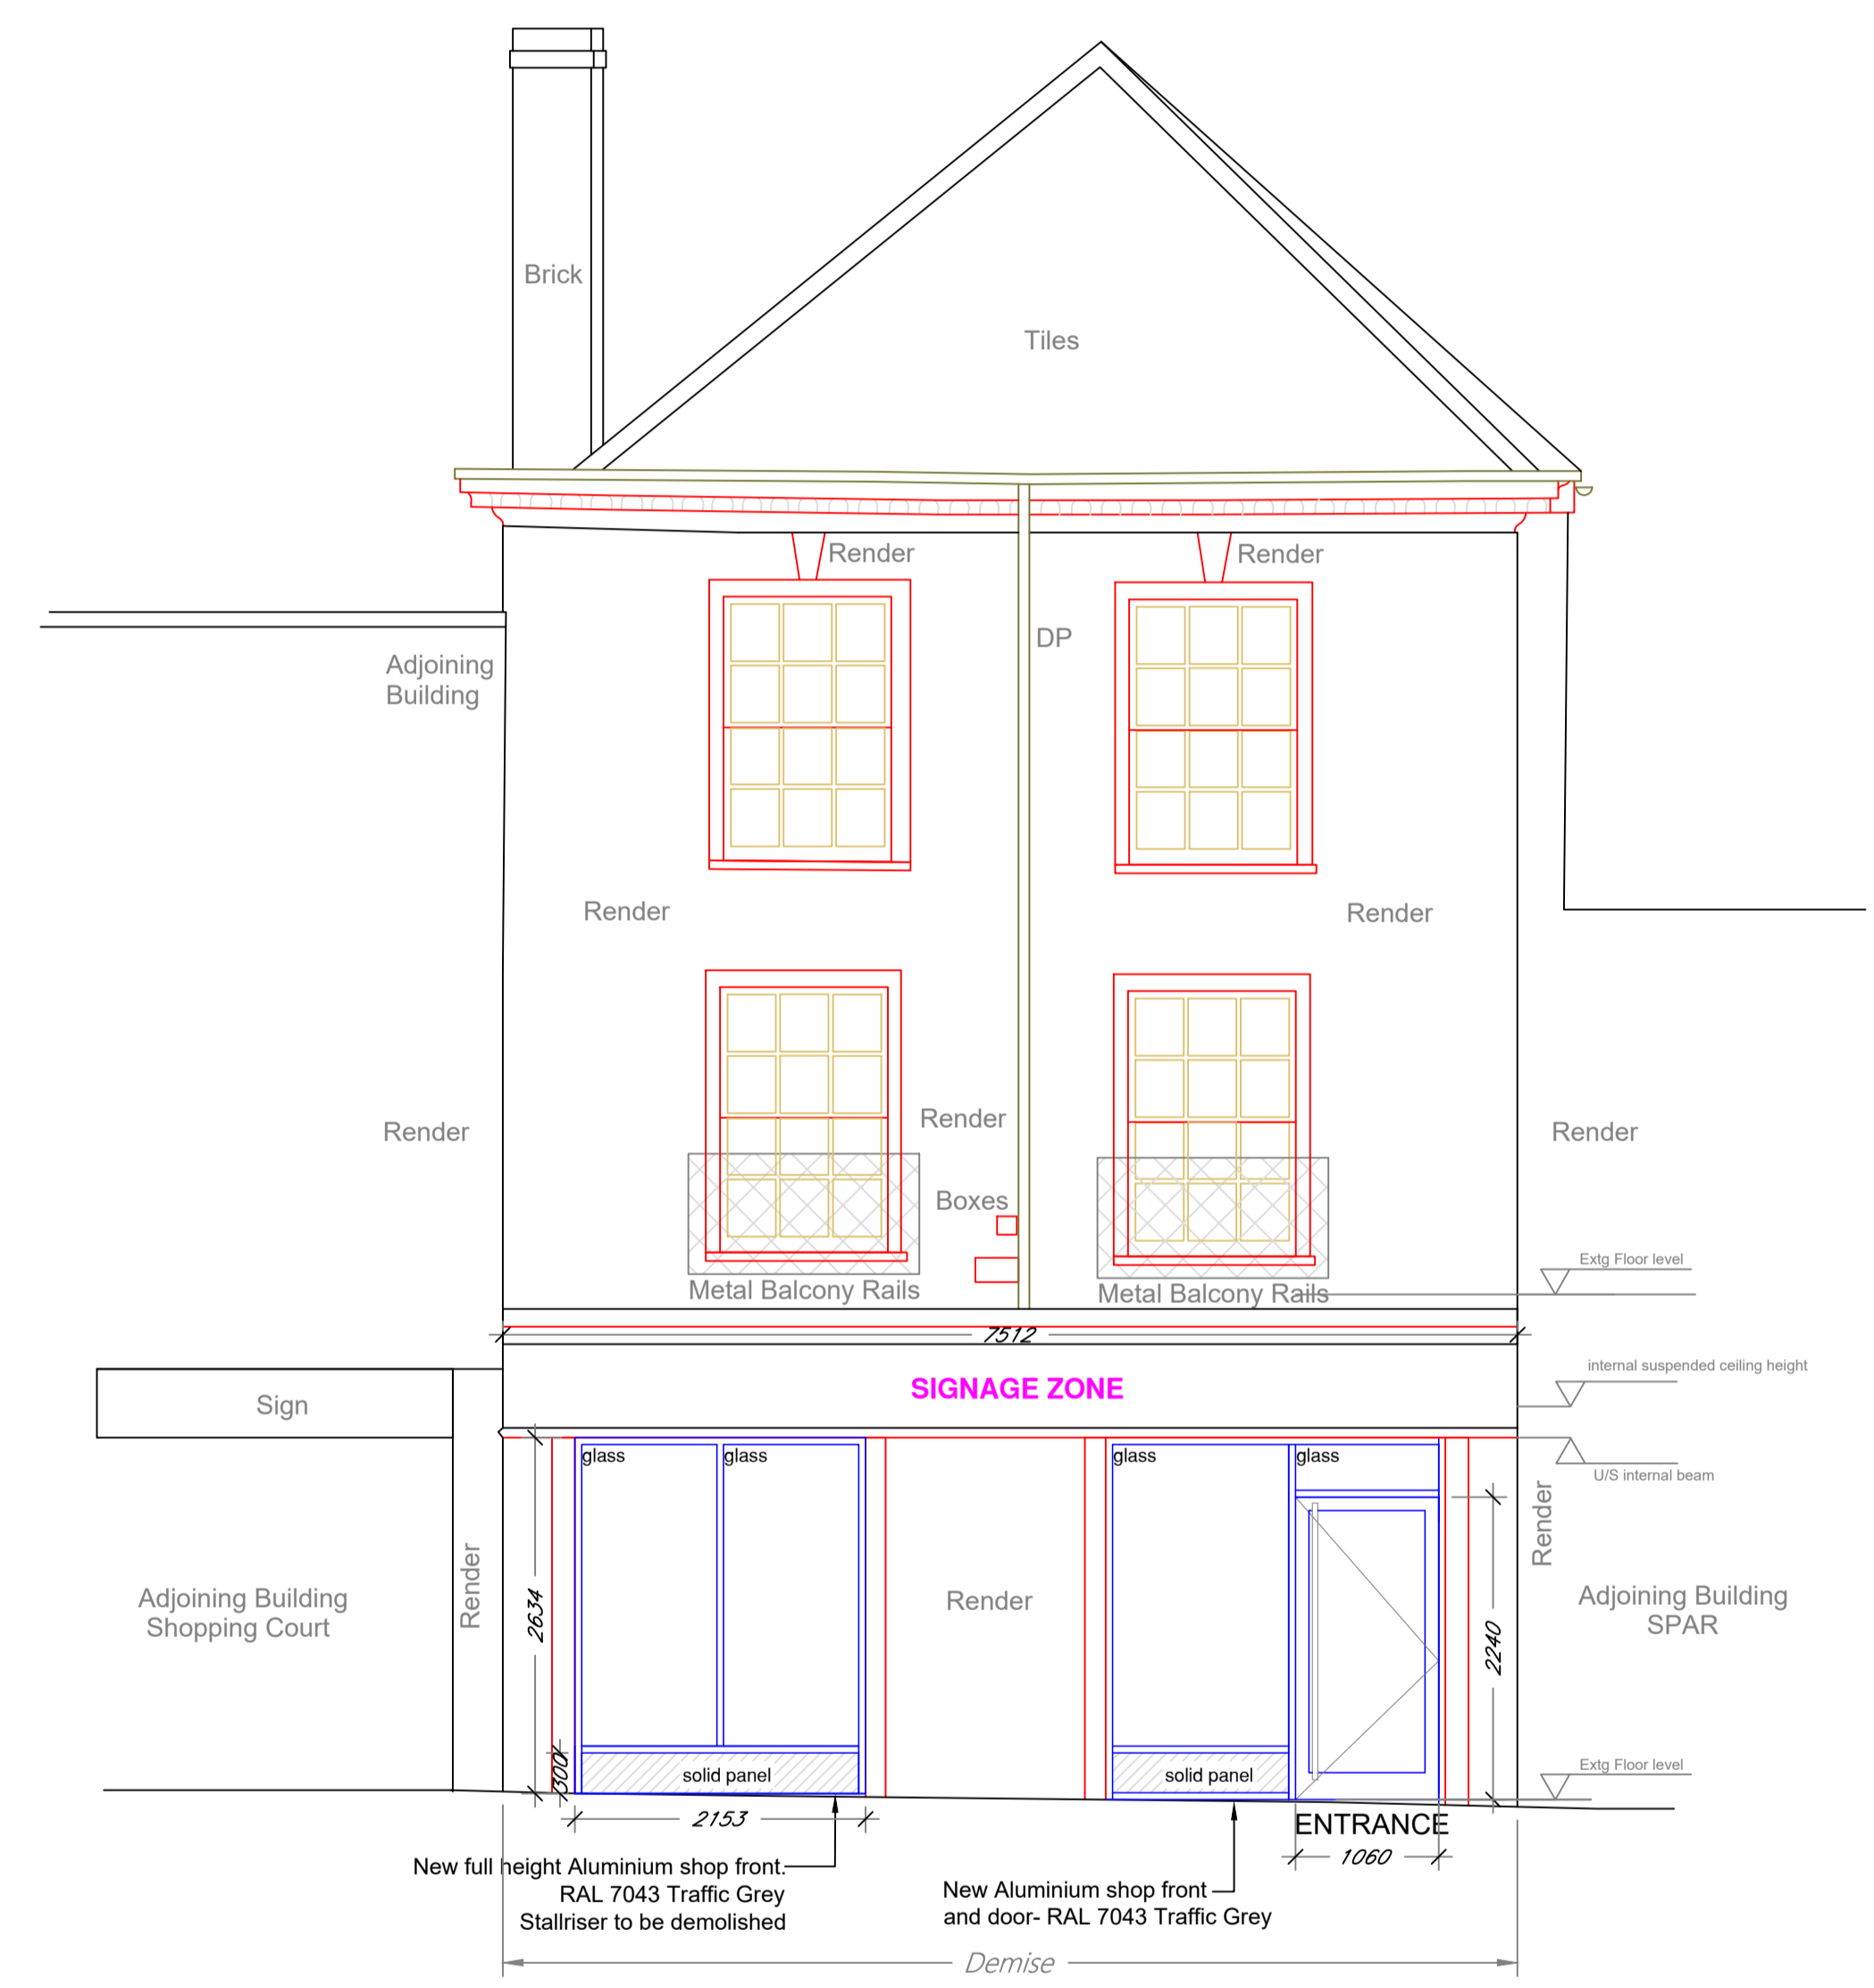 Brick
Tiles
Render
Render
DP
Adjoining
Building
Render
Render
Render
Render
Render
Boxes
Metal Balcony Rails
Metal Balcony Rails
Extg Floor level
7512
internal suspended ceiling height
SIGNAGE ZONE
Sign
glass
glass
glass
glass
U/S internal beam
Render
Render
2634
Render
2240
Adjoining Building
Shopping Court
Adjoining Building
SPAR
300
solid panel
solid panel
Extg Floor level
2153
ENTRANCE
1060
New full height Aluminium shop front.
RAL 7043 Traffic Grey
Stallriser to be demolished
New Aluminium shop front
and door- RAL 7043 Traffic Grey
Demise